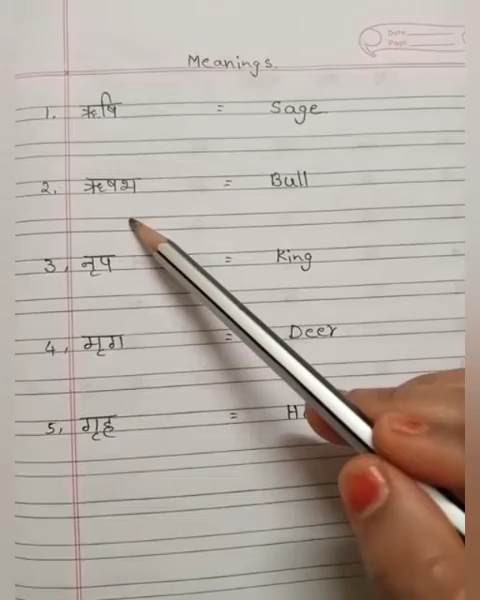 Date:
Page:
Meanings.
1. ऋषि = Sage
2. ऋषभ = Bull
3, नृप = King
4, मृग = Deer
5, गृह =